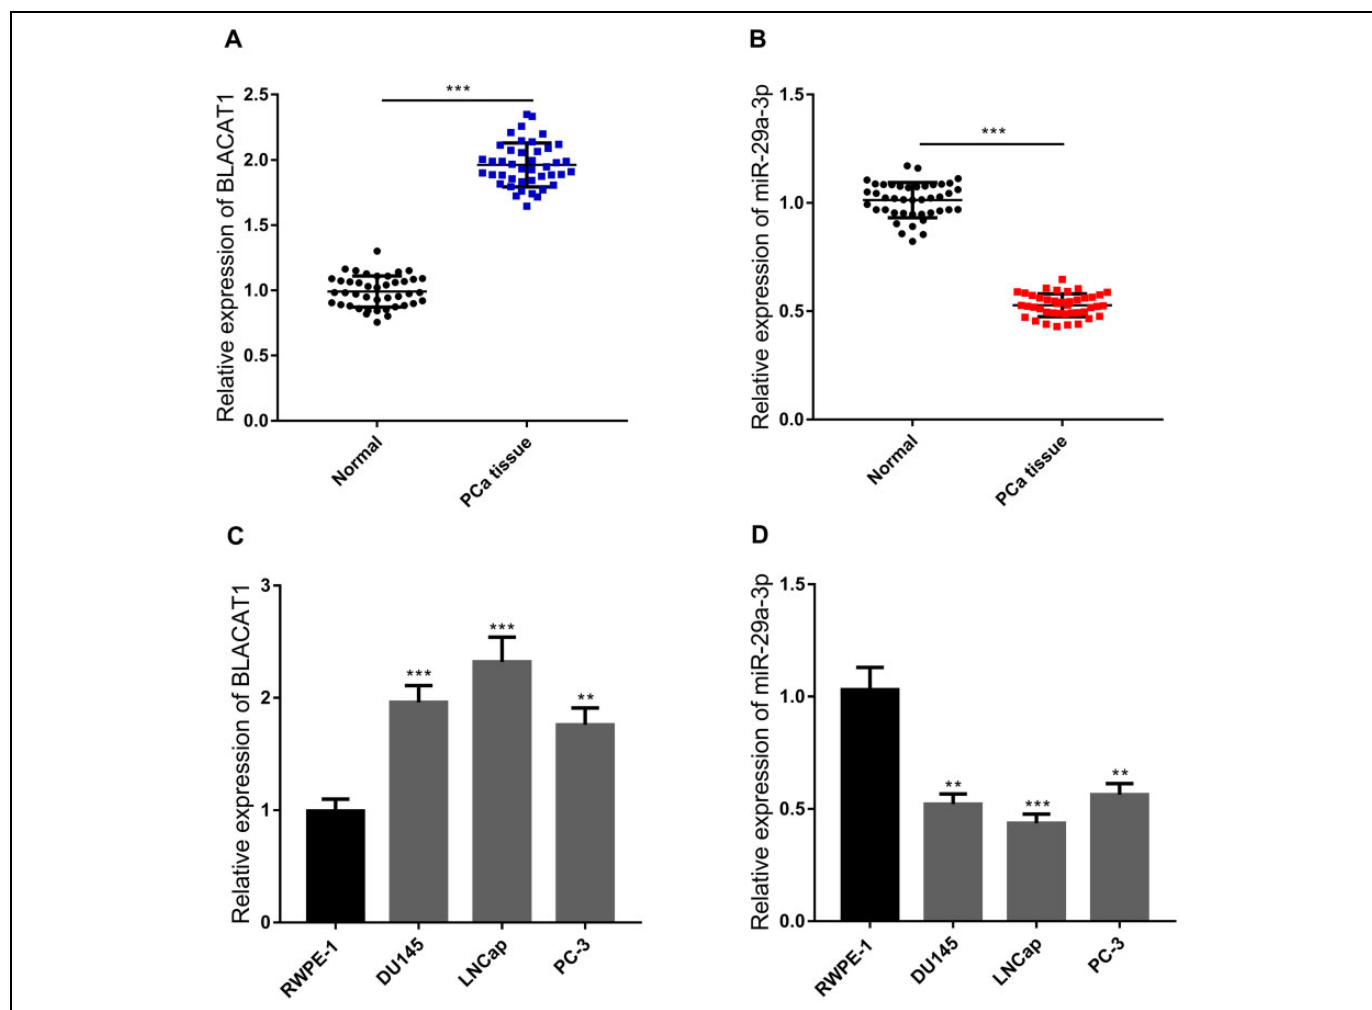 A
Relative expression of BLACAT1
2.5
2.0
1.5
1.0
0.5
0.0
***
Normal
PCa tissue
B
Relative expression of miR-29a-3p
1.5
1.0
0.5
0.0
***
Normal
PCa tissue
C
Relative expression of BLACAT1
3
2
1
0
***
***
**
RWPE-1
DU145
LNCap
PC-3
D
Relative expression of miR-29a-3p
1.5
1.0
0.5
0.0
**
***
**
RWPE-1
DU145
LNCap
PC-3